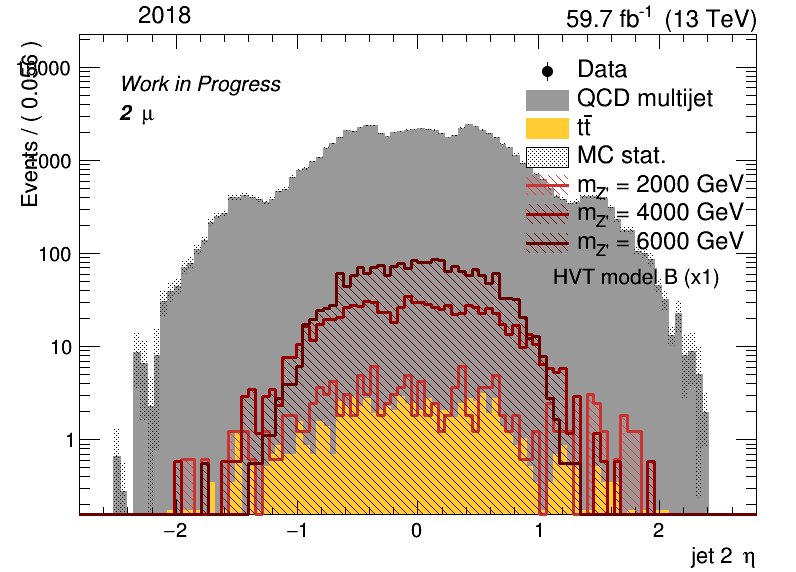 2018
59.7 fb⁻¹ (13 TeV)
Events / ( 0.056 )
Work in Progress
2 μ
Data
QCD multijet
tt̄
MC stat.
m_Z' = 2000 GeV
m_Z' = 4000 GeV
m_Z' = 6000 GeV
HVT model B (x1)
10000
1000
100
10
1
−2 −1 0 1 2
jet 2 η